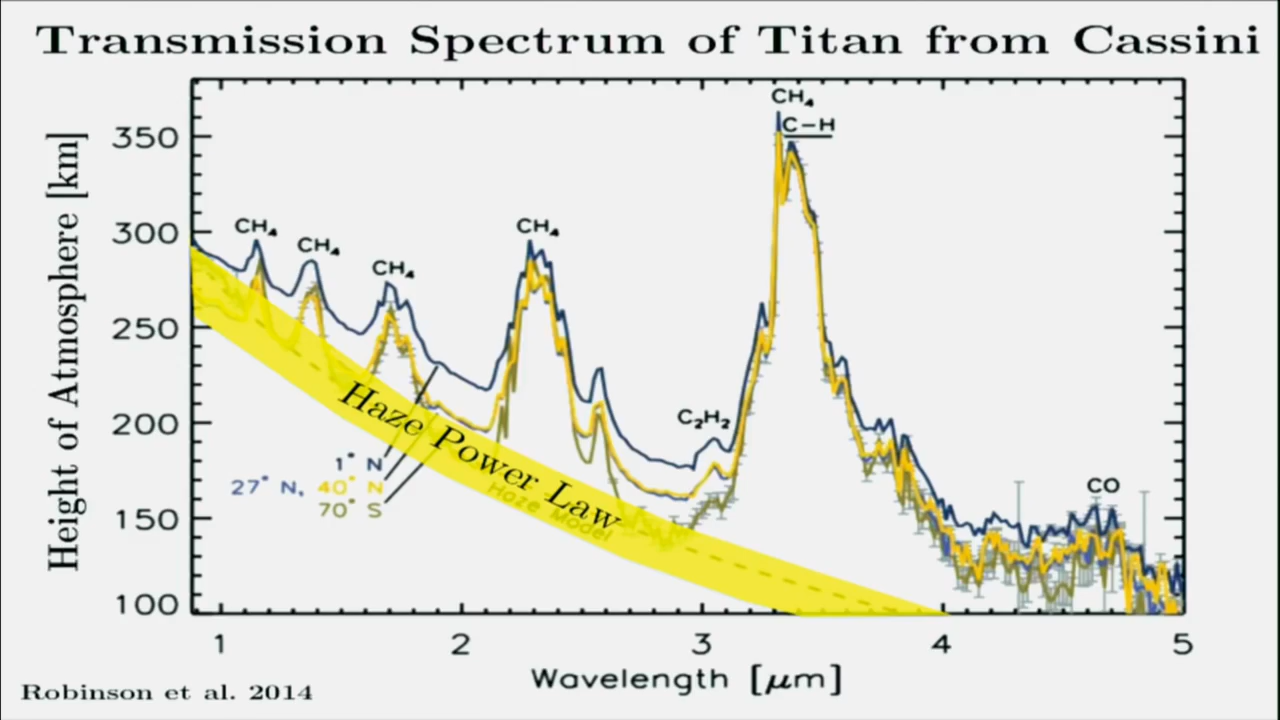 Transmission Spectrum of Titan from Cassini
Height of Atmosphere [km]
350
300
250
200
150
100
CH₄
CH₄
CH₄
CH₄
CH₄
C–H
C₂H₂
CO
1° N
27° N, 40° N
70° S
Haze Power Law
Haze Model
1 2 3 4 5
Wavelength [μm]
Robinson et al. 2014